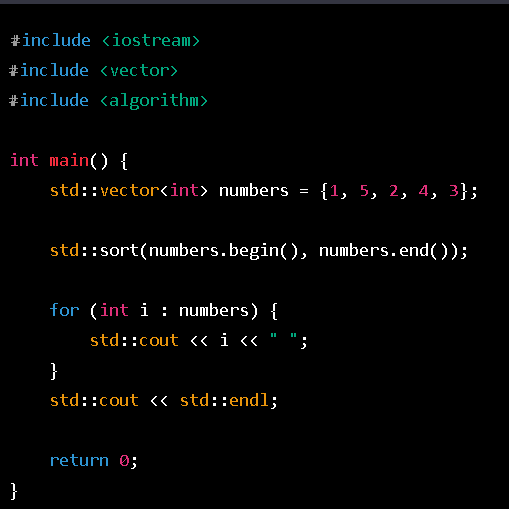 #include <iostream>
#include <vector>
#include <algorithm>

int main() {
    std::vector<int> numbers = {1, 5, 2, 4, 3};

    std::sort(numbers.begin(), numbers.end());

    for (int i : numbers) {
        std::cout << i << " ";
    }
    std::cout << std::endl;

    return 0;
}